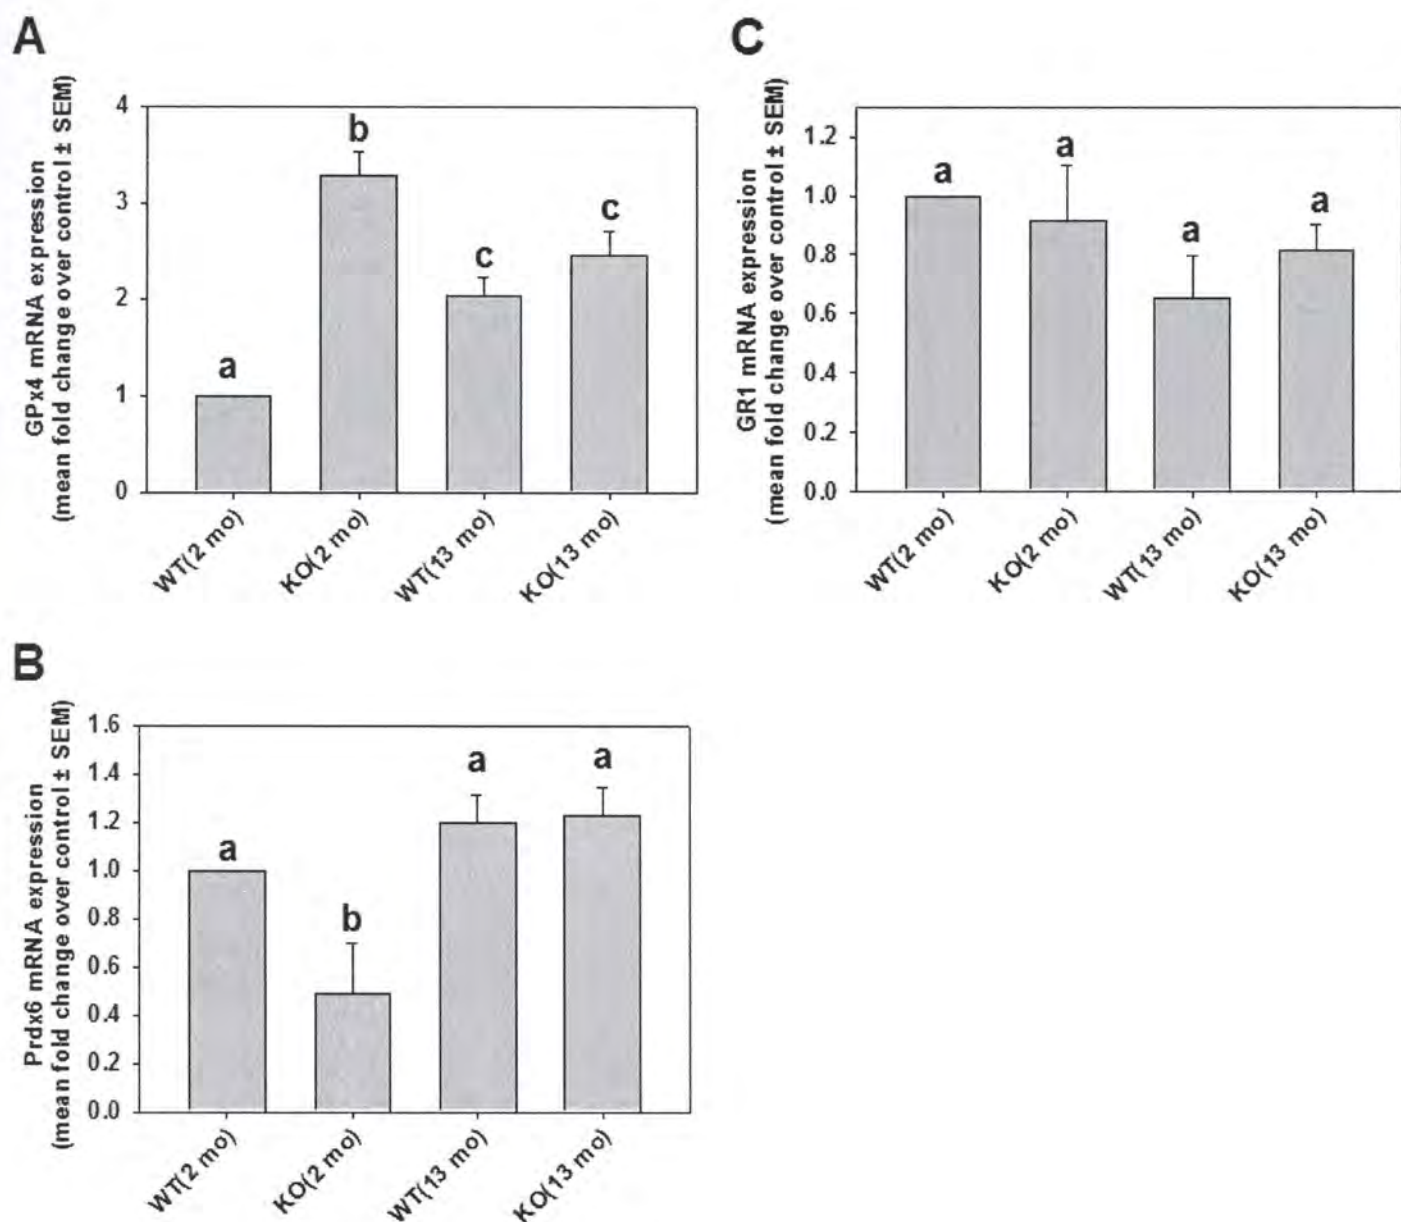 A
GPx4 mRNA expression
(mean fold change over control ± SEM)
4
3
2
1
0
a
b
c
c
WT(2 mo)
KO(2 mo)
WT(13 mo)
KO(13 mo)
C
GR1 mRNA expression
(mean fold change over control ± SEM)
1.2
1.0
0.8
0.6
0.4
0.2
0.0
a
a
a
a
WT(2 mo)
KO(2 mo)
WT(13 mo)
KO(13 mo)
B
Prdx6 mRNA expression
(mean fold change over control ± SEM)
1.6
1.4
1.2
1.0
0.8
0.6
0.4
0.2
0.0
a
b
a
a
WT(2 mo)
KO(2 mo)
WT(13 mo)
KO(13 mo)